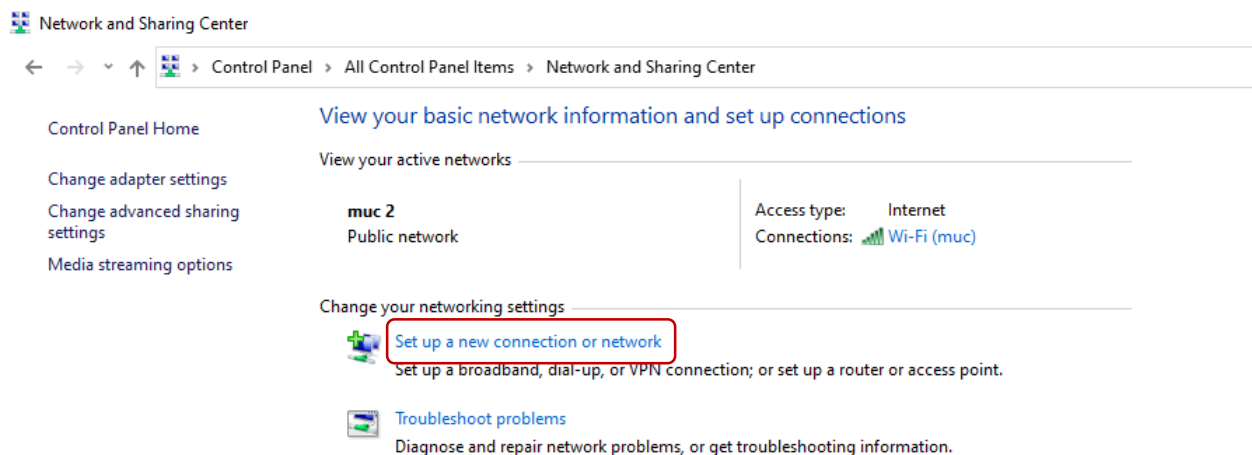 Network and Sharing Center
Control Panel > All Control Panel Items > Network and Sharing Center
Control Panel Home
Change adapter settings
Change advanced sharing
settings
Media streaming options
View your basic network information and set up connections
View your active networks
muc 2
Public network
Access type: Internet
Connections: Wi-Fi (muc)
Change your networking settings
Set up a new connection or network
Set up a broadband, dial-up, or VPN connection; or set up a router or access point.
Troubleshoot problems
Diagnose and repair network problems, or get troubleshooting information.